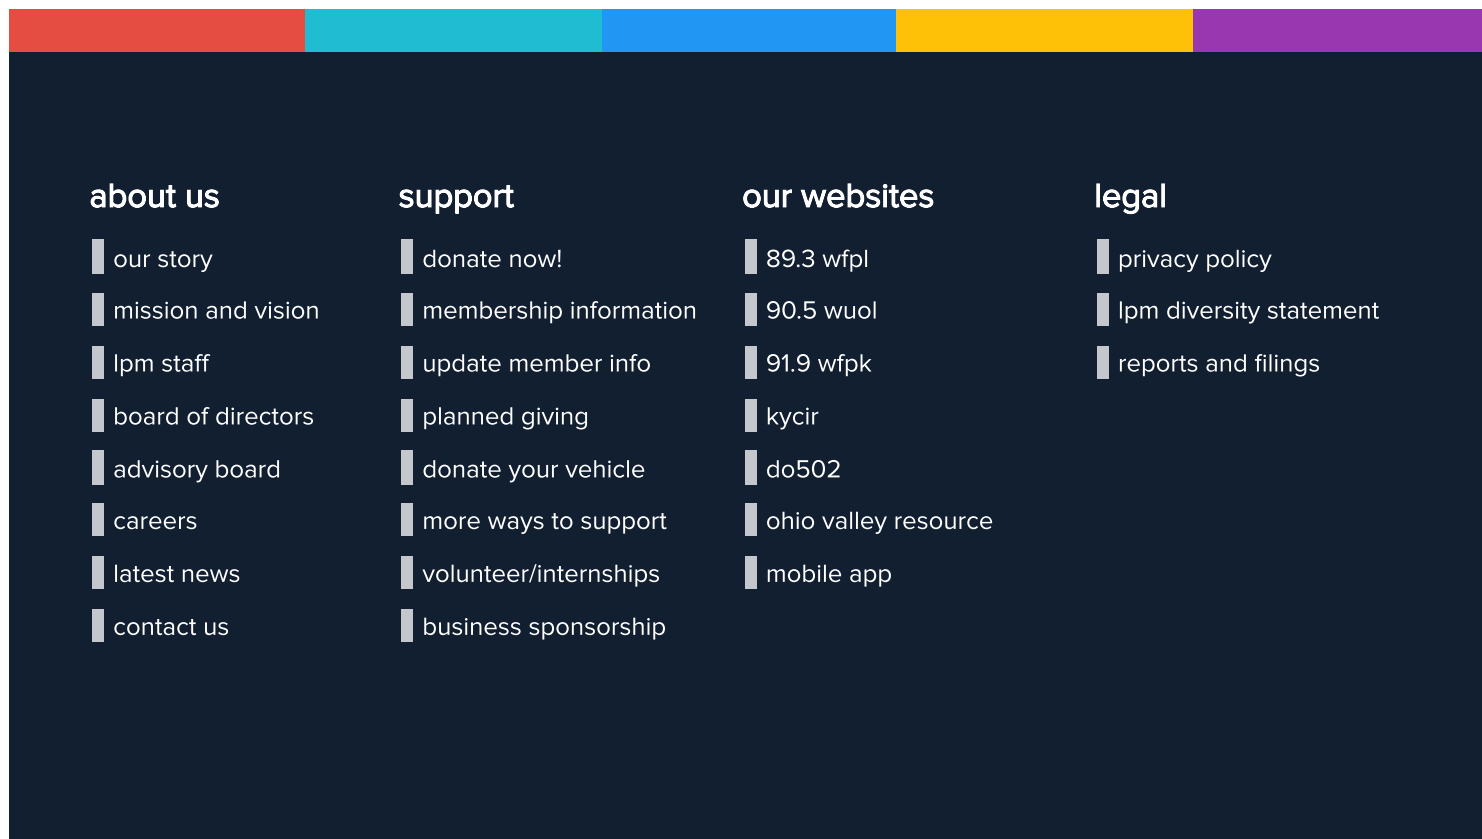 about us
our story
mission and vision
lpm staff
board of directors
advisory board
careers
latest news
contact us
support
donate now!
membership information
update member info
planned giving
donate your vehicle
more ways to support
volunteer/internships
business sponsorship
our websites
89.3 wfpl
90.5 wuol
91.9 wfpk
kycir
do502
ohio valley resource
mobile app
legal
privacy policy
lpm diversity statement
reports and filings